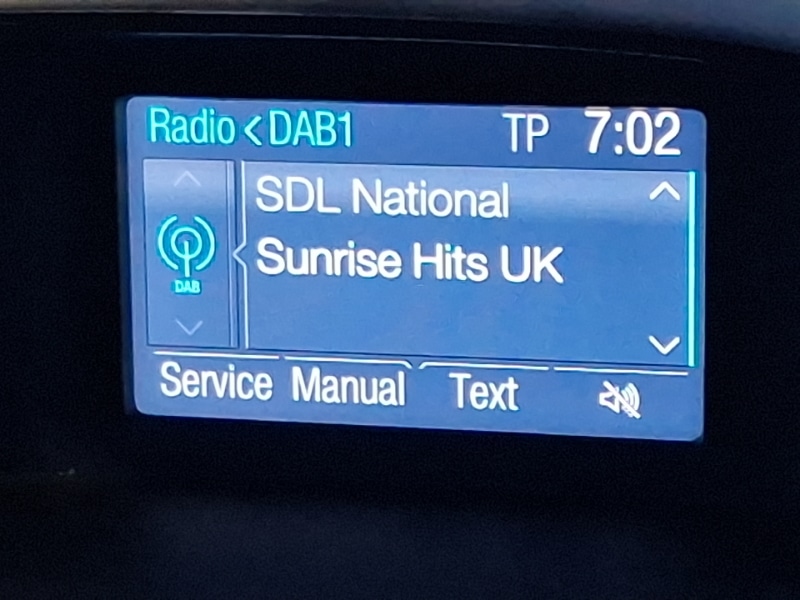 Radio < DAB1 TP 7:02
SDL National
DAB
Sunrise Hits UK
Service Manual Text